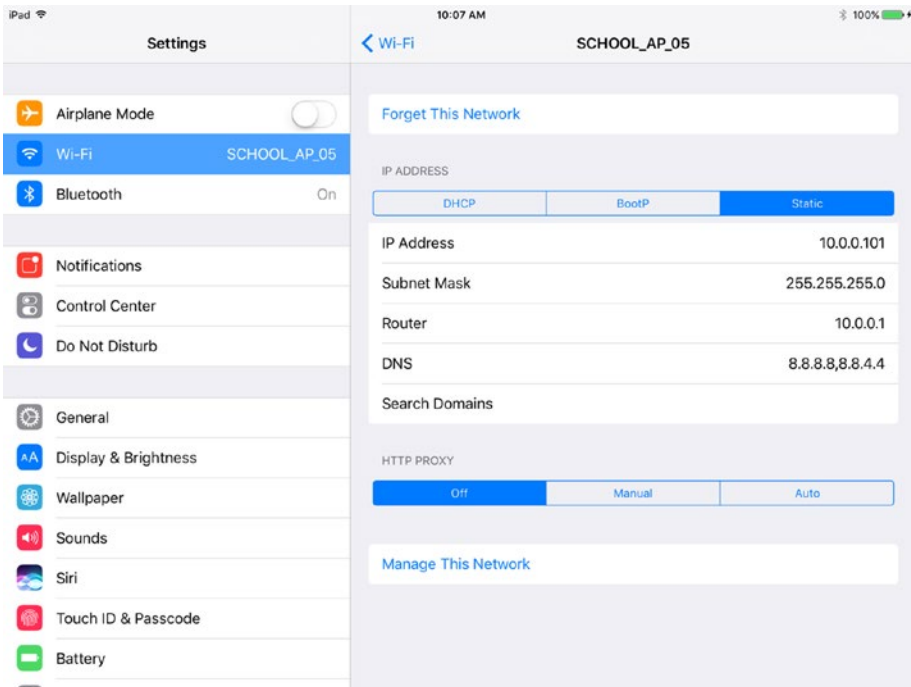 iPad 10:07 AM 100%
Settings
Wi-Fi SCHOOL_AP_05
Airplane Mode
Wi-Fi SCHOOL_AP_05
Bluetooth On
Notifications
Control Center
Do Not Disturb
General
AA Display & Brightness
Wallpaper
Sounds
Siri
Touch ID & Passcode
Battery
Forget This Network
IP ADDRESS
DHCP BootP Static
IP Address 10.0.0.101
Subnet Mask 255.255.255.0
Router 10.0.0.1
DNS 8.8.8.8,8.8.4.4
Search Domains
HTTP PROXY
Off Manual Auto
Manage This Network